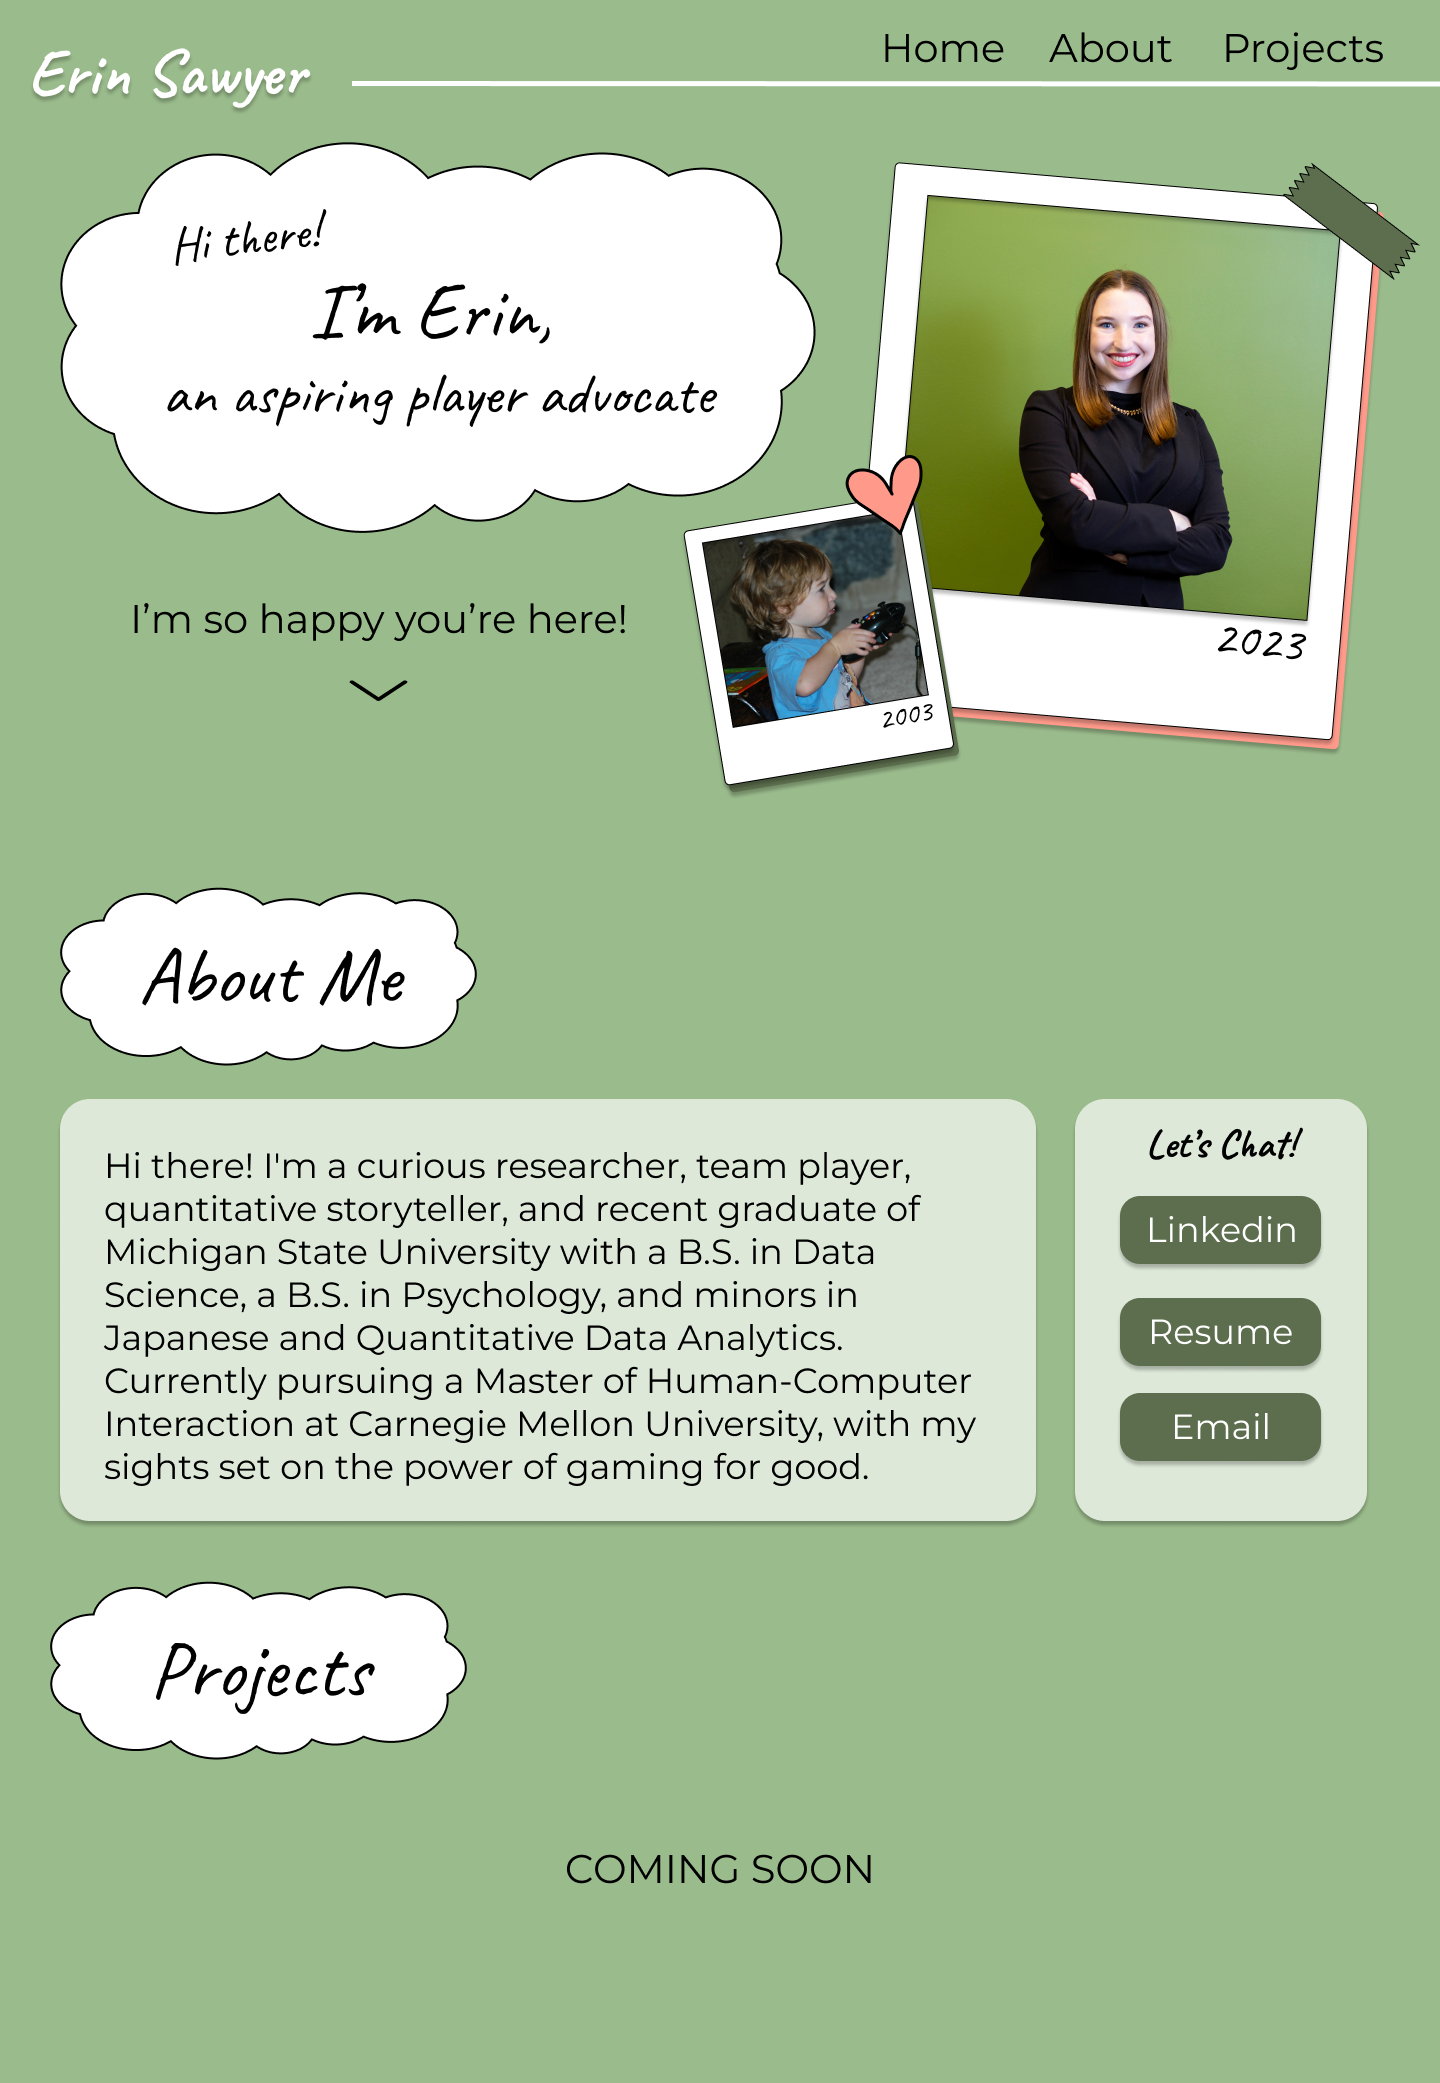 Erin Sawyer
Home About Projects
Hi there!
I’m Erin,
an aspiring player advocate
I’m so happy you’re here!
2023
2003
About Me
Hi there! I'm a curious researcher, team player,
quantitative storyteller, and recent graduate of
Michigan State University with a B.S. in Data
Science, a B.S. in Psychology, and minors in
Japanese and Quantitative Data Analytics.
Currently pursuing a Master of Human-Computer
Interaction at Carnegie Mellon University, with my
sights set on the power of gaming for good.
Let’s Chat!
Linkedin
Resume
Email
Projects
COMING SOON